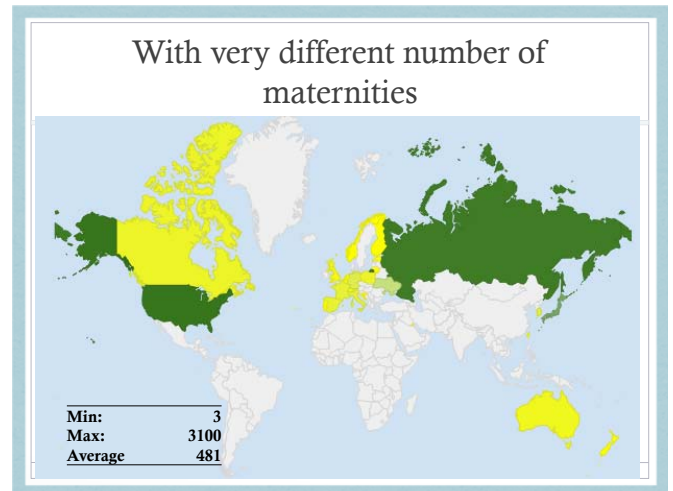 With very different number of
maternities
Min: 3
Max: 3100
Average 481